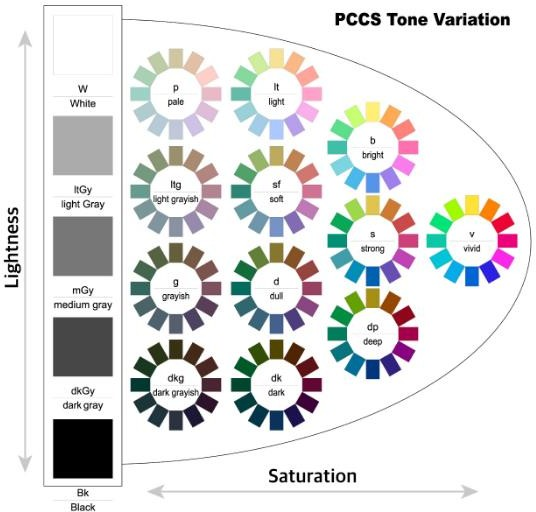 PCCS Tone Variation
Lightness
W
White
ltGy
light Gray
mGy
medium gray
dkGy
dark gray
Bk
Black
p
pale
lt
light
b
bright
ltg
light grayish
sf
soft
s
strong
v
vivid
g
grayish
d
dull
dp
deep
dkg
dark grayish
dk
dark
Saturation